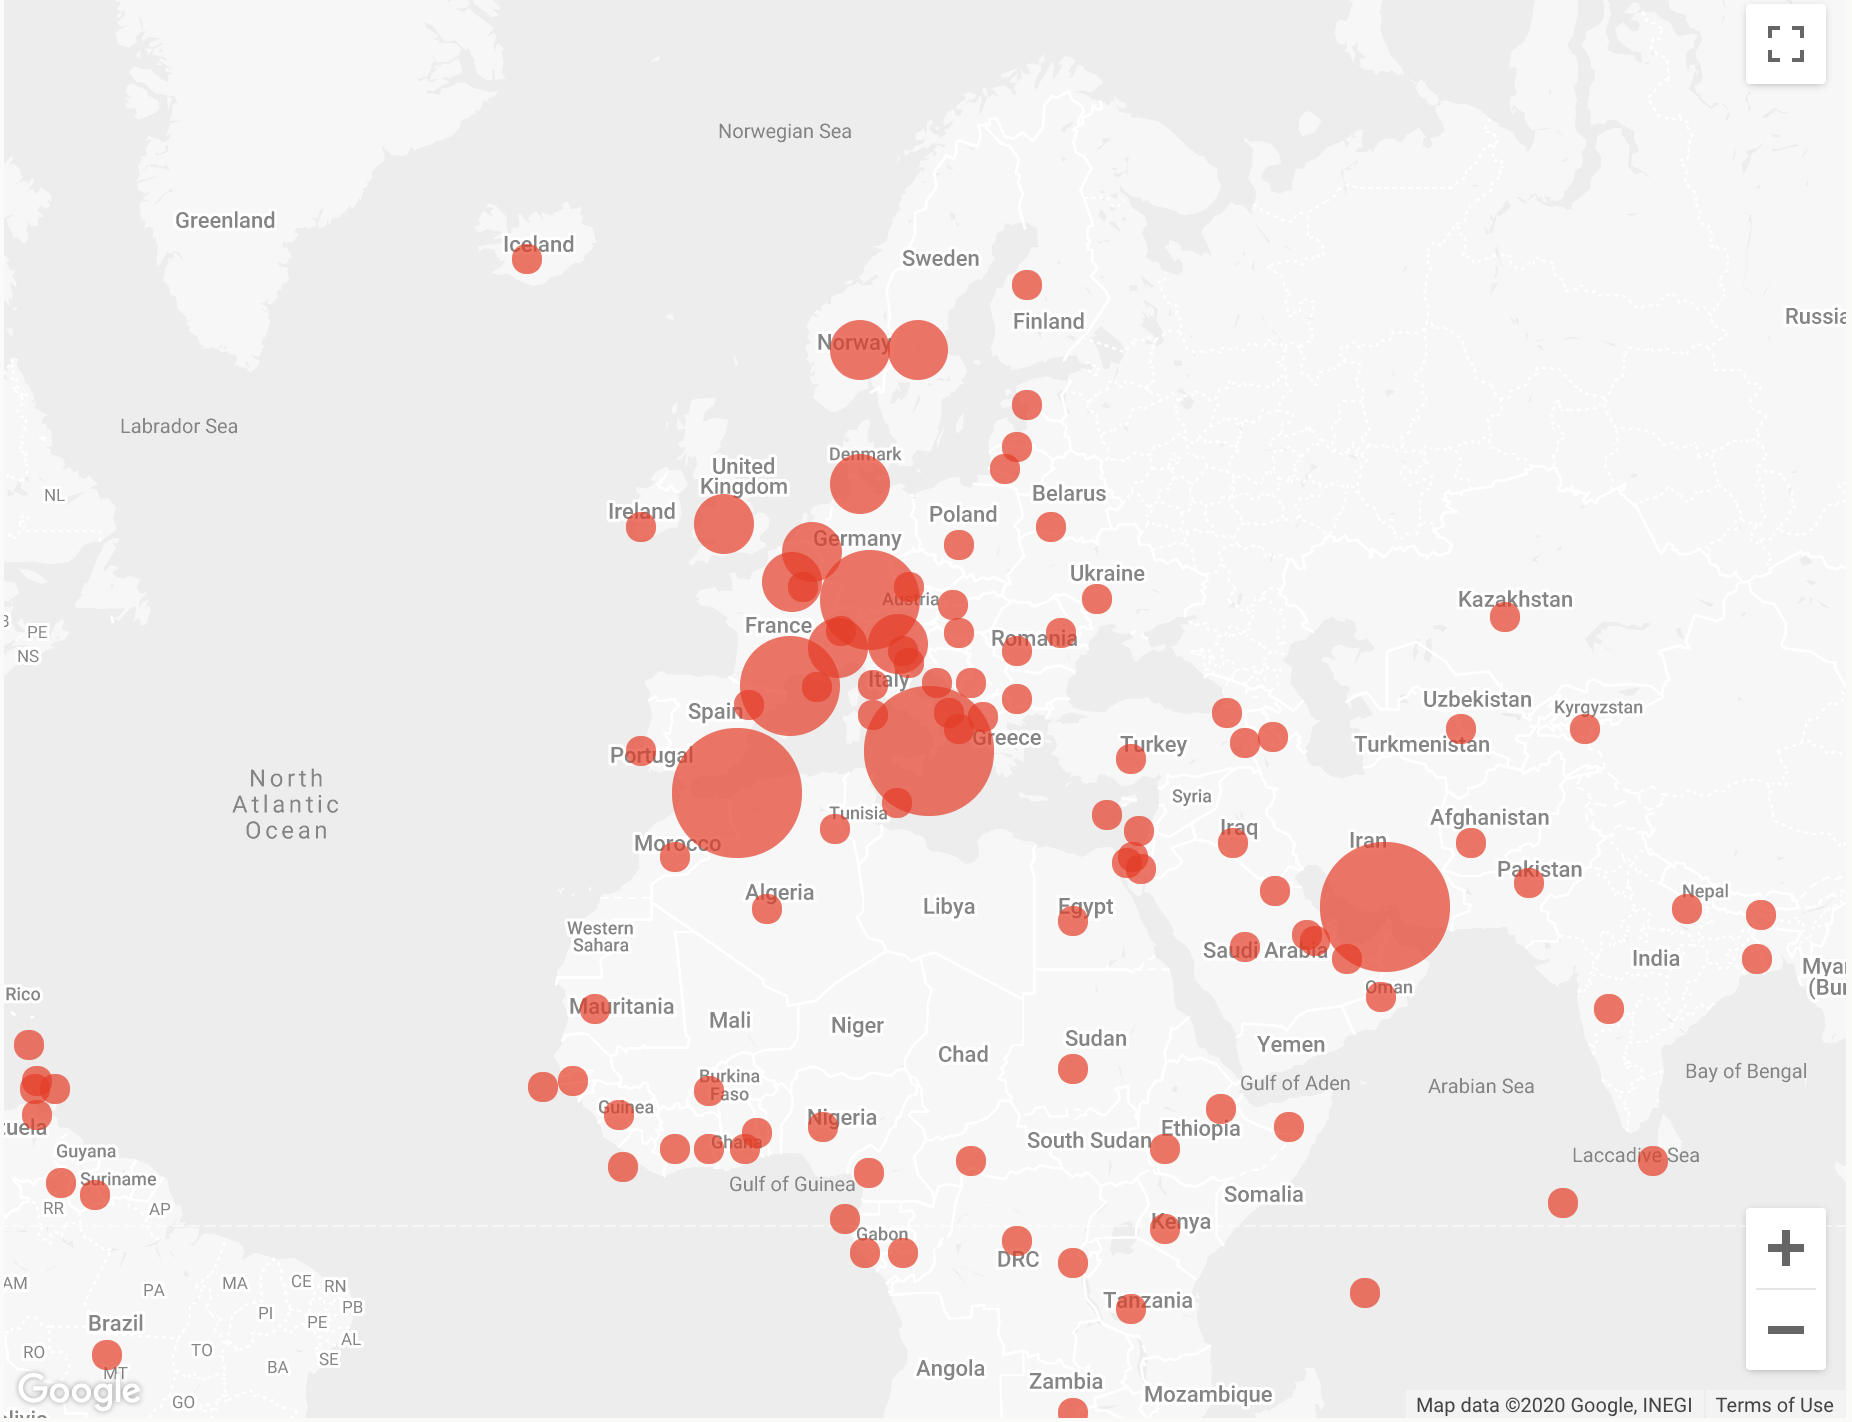 Norwegian Sea
Greenland
Iceland
Sweden
Finland
Russia
Norway
Labrador Sea
Denmark
United
Kingdom
NL
Belarus
Ireland
Poland
Germany
Ukraine
Austria
Kazakhstan
PE
France
Romania
NS
Italy
Uzbekistan
Kyrgyzstan
Spain
Greece
Turkey
Turkmenistan
Portugal
North
Atlantic
Ocean
Syria
Tunisia
Afghanistan
Iraq
Iran
Morocco
Pakistan
Algeria
Nepal
Libya
Egypt
Western
Sahara
Saudi Arabia
India
Myan
(Bur
Oman
Rico
Mauritania
Mali
Niger
Sudan
Yemen
Chad
Bay of Bengal
Burkina
Faso
Gulf of Aden
Arabian Sea
Guinea
Nigeria
zuela
Ethiopia
Ghana
South Sudan
Guyana
Laccadive Sea
Suriname
Gulf of Guinea
Somalia
RR
AP
Kenya
Gabon
DRC
AM
PA
MA
CE
RN
Tanzania
PB
PI
PE
Brazil
AL
RO
TO
SE
BA
MT
Angola
Zambia
Google
GO
Mozambique
Map data ©2020 Google, INEGI
Terms of Use
livia